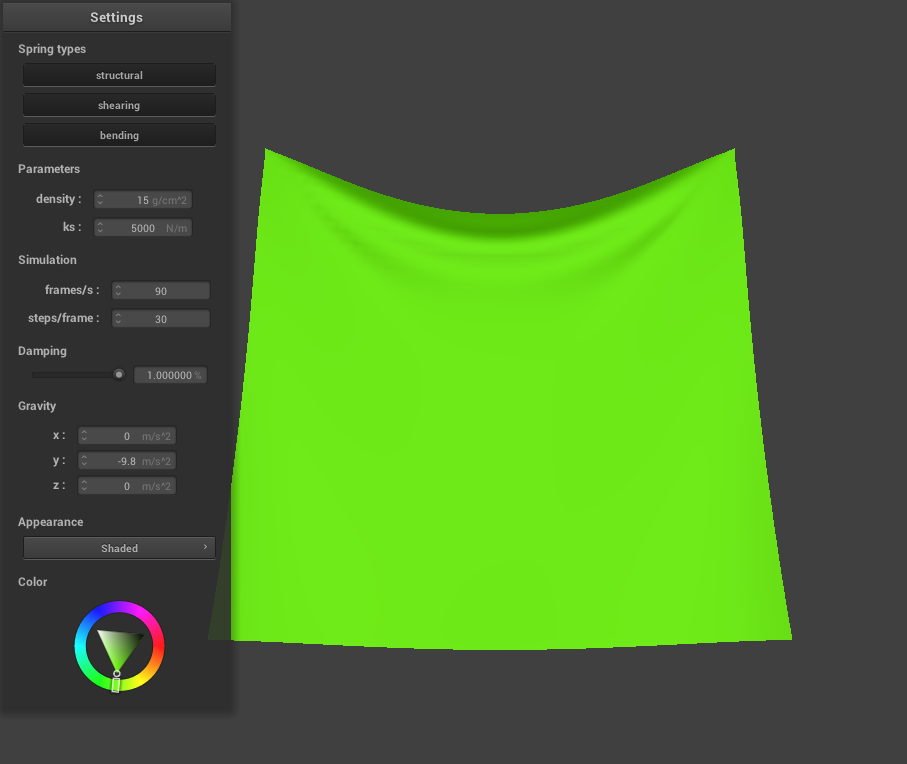 Settings
Spring types
structural
shearing
bending
Parameters
density : 15 g/cm^2
ks : 5000 N/m
Simulation
frames/s : 90
steps/frame : 30
Damping
1.000000 %
Gravity
x : 0 m/s^2
y : -9.8 m/s^2
z : 0 m/s^2
Appearance
Shaded
Color